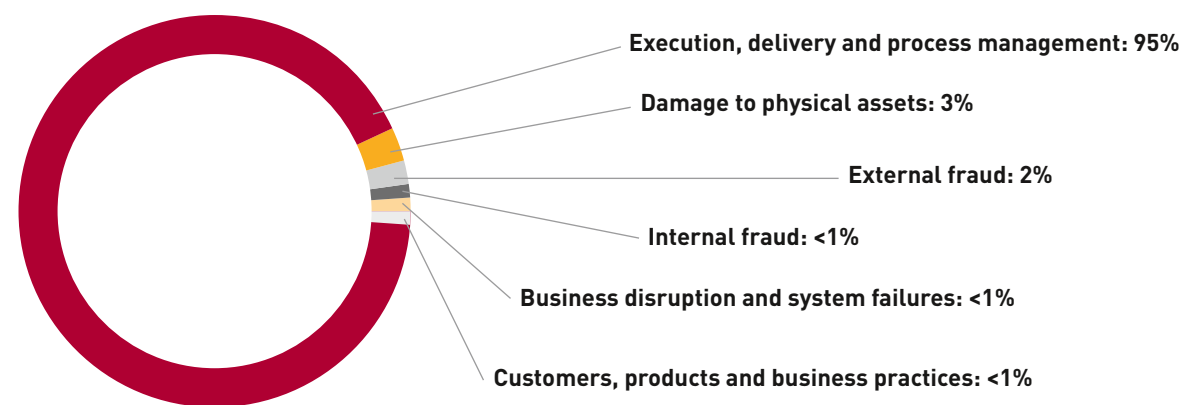 Execution, delivery and process management: 95%
Damage to physical assets: 3%
External fraud: 2%
Internal fraud: <1%
Business disruption and system failures: <1%
Customers, products and business practices: <1%